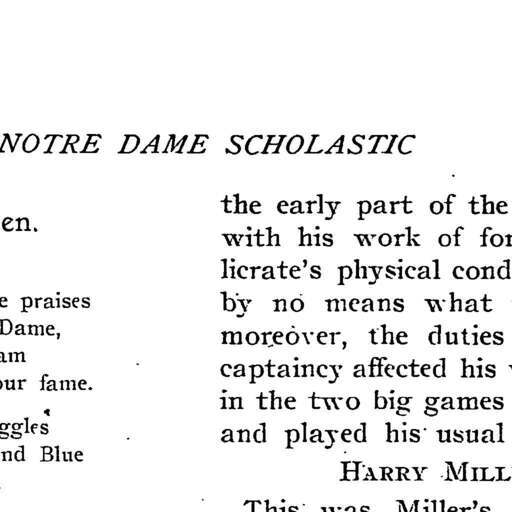 NOTRE DAME SCHOLASTIC
en.
e praises
Dame,
am
our fame.
ggles
nd Blue
the early part of the
with his work of for
licrate's physical cond
by no means what
moreover, the duties
captaincy affected his
in the two big games
and played his usual
HARRY MILL
This was Miller's